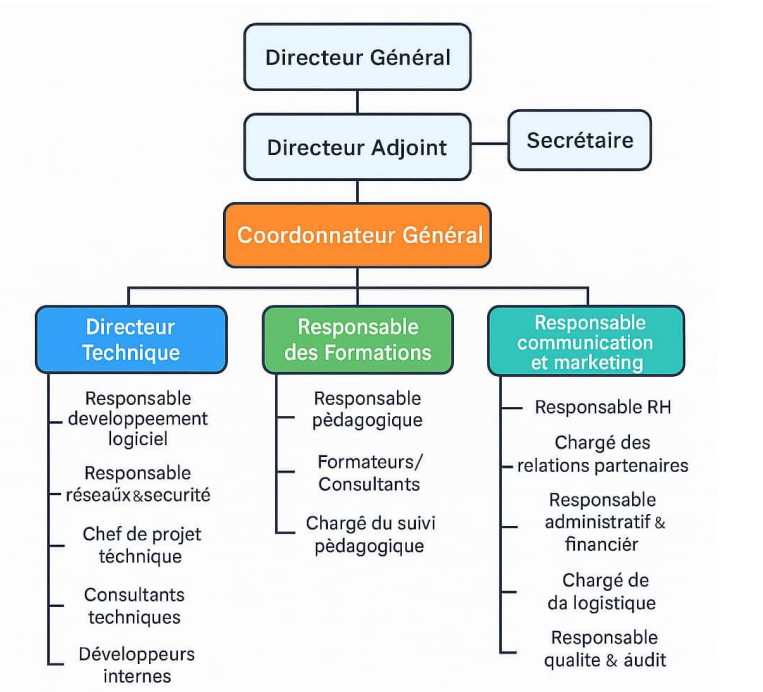 Directeur Général
Directeur Adjoint
Secrétaire
Coordonnateur Général
Directeur
Technique
Responsable
developpeement
logiciel
Responsable
réseaűx&securité
Chef de projet
téchnique
Consultants
techniques
Développeurs
internes
Responsable
des Formations
Responsable
pèdagogique
Formateurs/
Consultants
Chargê du suivi
pèdagogique
Responsable
communication
et marketing
Responsable RH
Chargé des
relations partenaires
Responsable
administratif &
financiér
Chargé de
da logistique
Responsable
qualite & áudit